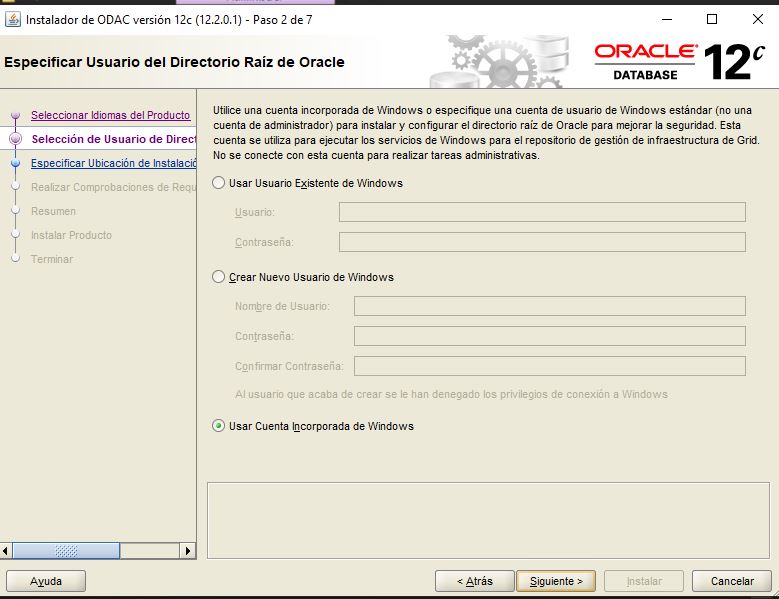 Instalador de ODAC versión 12c (12.2.0.1) - Paso 2 de 7
Especificar Usuario del Directorio Raíz de Oracle
ORACLE
DATABASE
12c
Seleccionar Idiomas del Producto
Selección de Usuario de Direct
Especificar Ubicación de Instalació
Realizar Comprobaciones de Requ
Resumen
Instalar Producto
Terminar
Utilice una cuenta incorporada de Windows o especifique una cuenta de usuario de Windows estándar (no una
cuenta de administrador) para instalar y configurar el directorio raíz de Oracle para mejorar la seguridad. Esta
cuenta se utiliza para ejecutar los servicios de Windows para el repositorio de gestión de infraestructura de Grid.
No se conecte con esta cuenta para realizar tareas administrativas.
Usar Usuario Existente de Windows
Usuario:
Contraseña:
Crear Nuevo Usuario de Windows
Nombre de Usuario:
Contraseña:
Confirmar Contraseña:
Al usuario que acaba de crear se le han denegado los privilegios de conexión a Windows
Usar Cuenta Incorporada de Windows
Ayuda
< Atrás
Siguiente >
Instalar
Cancelar